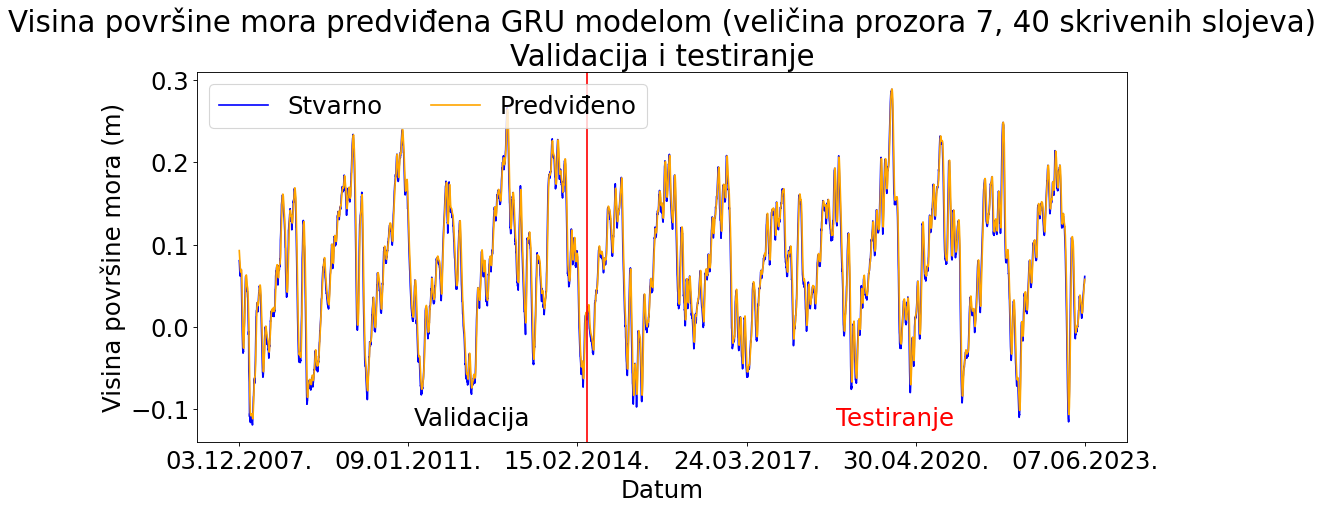 Visina površine mora predviđena GRU modelom (veličina prozora 7, 40 skrivenih slojeva)
Validacija i testiranje
Stvarno Predviđeno
Visina površine mora (m)
0.3
0.2
0.1
0.0
−0.1
Validacija
Testiranje
03.12.2007. 09.01.2011. 15.02.2014. 24.03.2017. 30.04.2020. 07.06.2023.
Datum